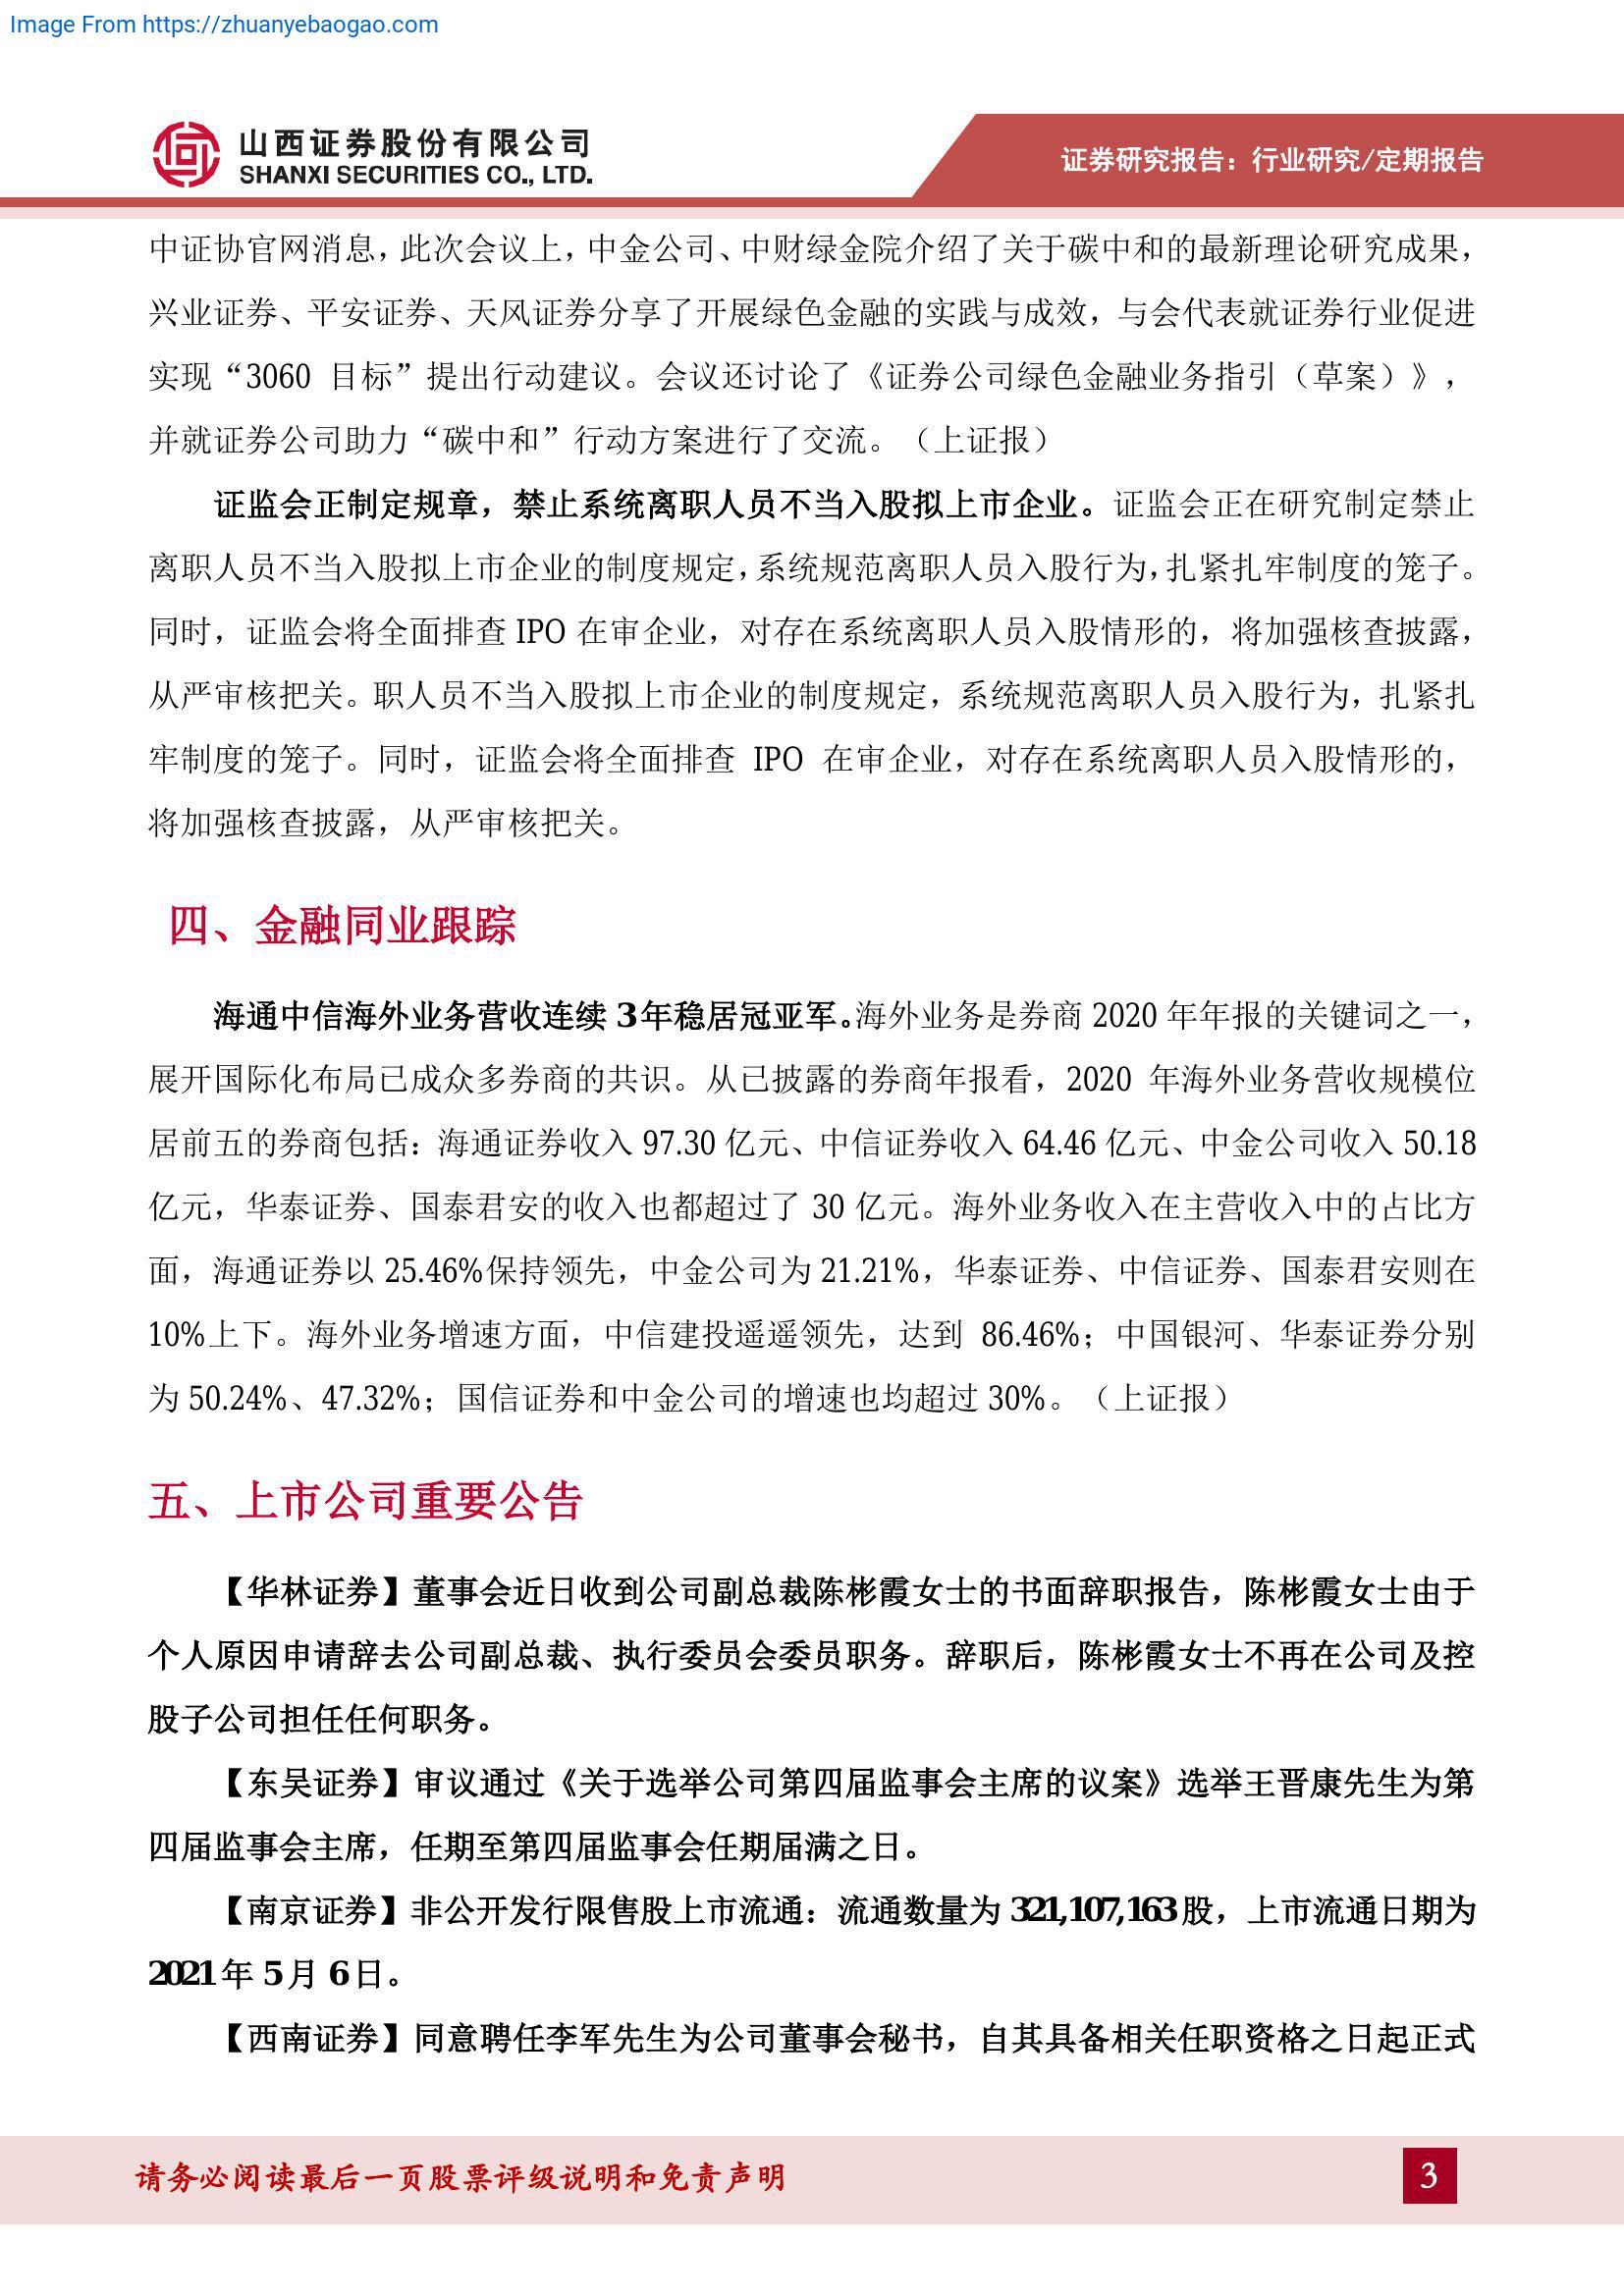 Image From https://zhuanyebaogao.com
山西证券股份有限公司
SHANXI SECURITIES CO., LTD.
证券研究报告：行业研究/定期报告
中证协官网消息，此次会议上，中金公司、中财绿金院介绍了关于碳中和的最新理论研究成果，
兴业证券、平安证券、天风证券分享了开展绿色金融的实践与成效，与会代表就证券行业促进
实现“3060 目标”提出行动建议。会议还讨论了《证券公司绿色金融业务指引（草案）》，
并就证券公司助力“碳中和”行动方案进行了交流。（上证报）
证监会正制定规章，禁止系统离职人员不当入股拟上市企业。证监会正在研究制定禁止
离职人员不当入股拟上市企业的制度规定，系统规范离职人员入股行为，扎紧扎牢制度的笼子。
同时，证监会将全面排查 IPO 在审企业，对存在系统离职人员入股情形的，将加强核查披露，
从严审核把关。职人员不当入股拟上市企业的制度规定，系统规范离职人员入股行为，扎紧扎
牢制度的笼子。同时，证监会将全面排查 IPO 在审企业，对存在系统离职人员入股情形的，
将加强核查披露，从严审核把关。
四、金融同业跟踪
海通中信海外业务营收连续 3 年稳居冠亚军。海外业务是券商 2020 年年报的关键词之一，
展开国际化布局已成众多券商的共识。从已披露的券商年报看，2020 年海外业务营收规模位
居前五的券商包括：海通证券收入 97.30 亿元、中信证券收入 64.46 亿元、中金公司收入 50.18
亿元，华泰证券、国泰君安的收入也都超过了 30 亿元。海外业务收入在主营收入中的占比方
面，海通证券以 25.46%保持领先，中金公司为 21.21%，华泰证券、中信证券、国泰君安则在
10%上下。海外业务增速方面，中信建投遥遥领先，达到 86.46%；中国银河、华泰证券分别
为 50.24%、47.32%；国信证券和中金公司的增速也均超过 30%。（上证报）
五、上市公司重要公告
【华林证券】董事会近日收到公司副总裁陈彬霞女士的书面辞职报告，陈彬霞女士由于
个人原因申请辞去公司副总裁、执行委员会委员职务。辞职后，陈彬霞女士不再在公司及控
股子公司担任任何职务。
【东吴证券】审议通过《关于选举公司第四届监事会主席的议案》选举王晋康先生为第
四届监事会主席，任期至第四届监事会任期届满之日。
【南京证券】非公开发行限售股上市流通：流通数量为 321,107,163 股，上市流通日期为
2021 年 5 月 6 日。
【西南证券】同意聘任李军先生为公司董事会秘书，自其具备相关任职资格之日起正式
请务必阅读最后一页股票评级说明和免责声明
3